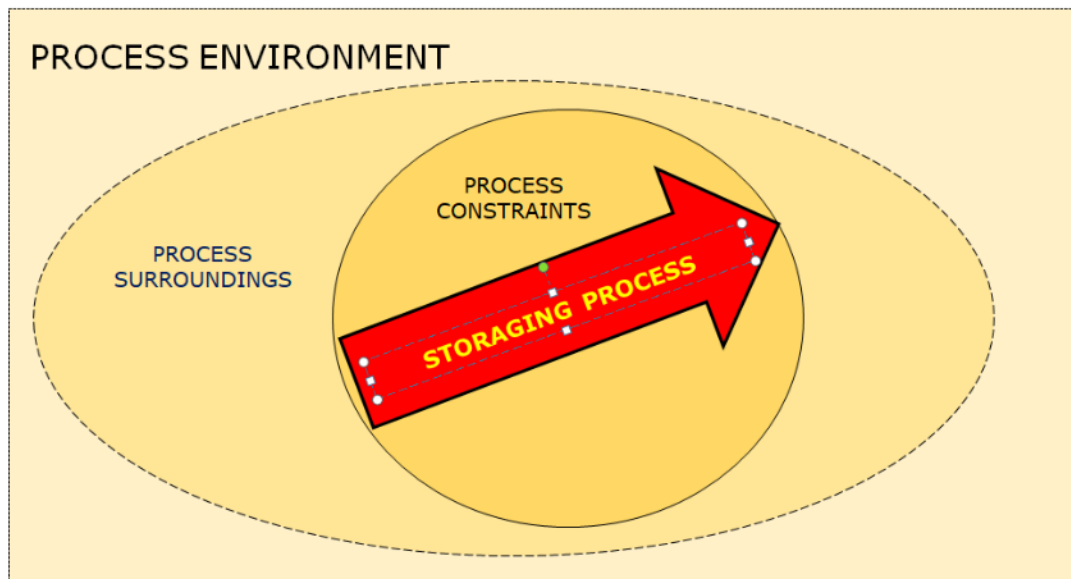 PROCESS ENVIRONMENT
PROCESS
CONSTRAINTS
PROCESS
SURROUNDINGS
STORAGING PROCESS